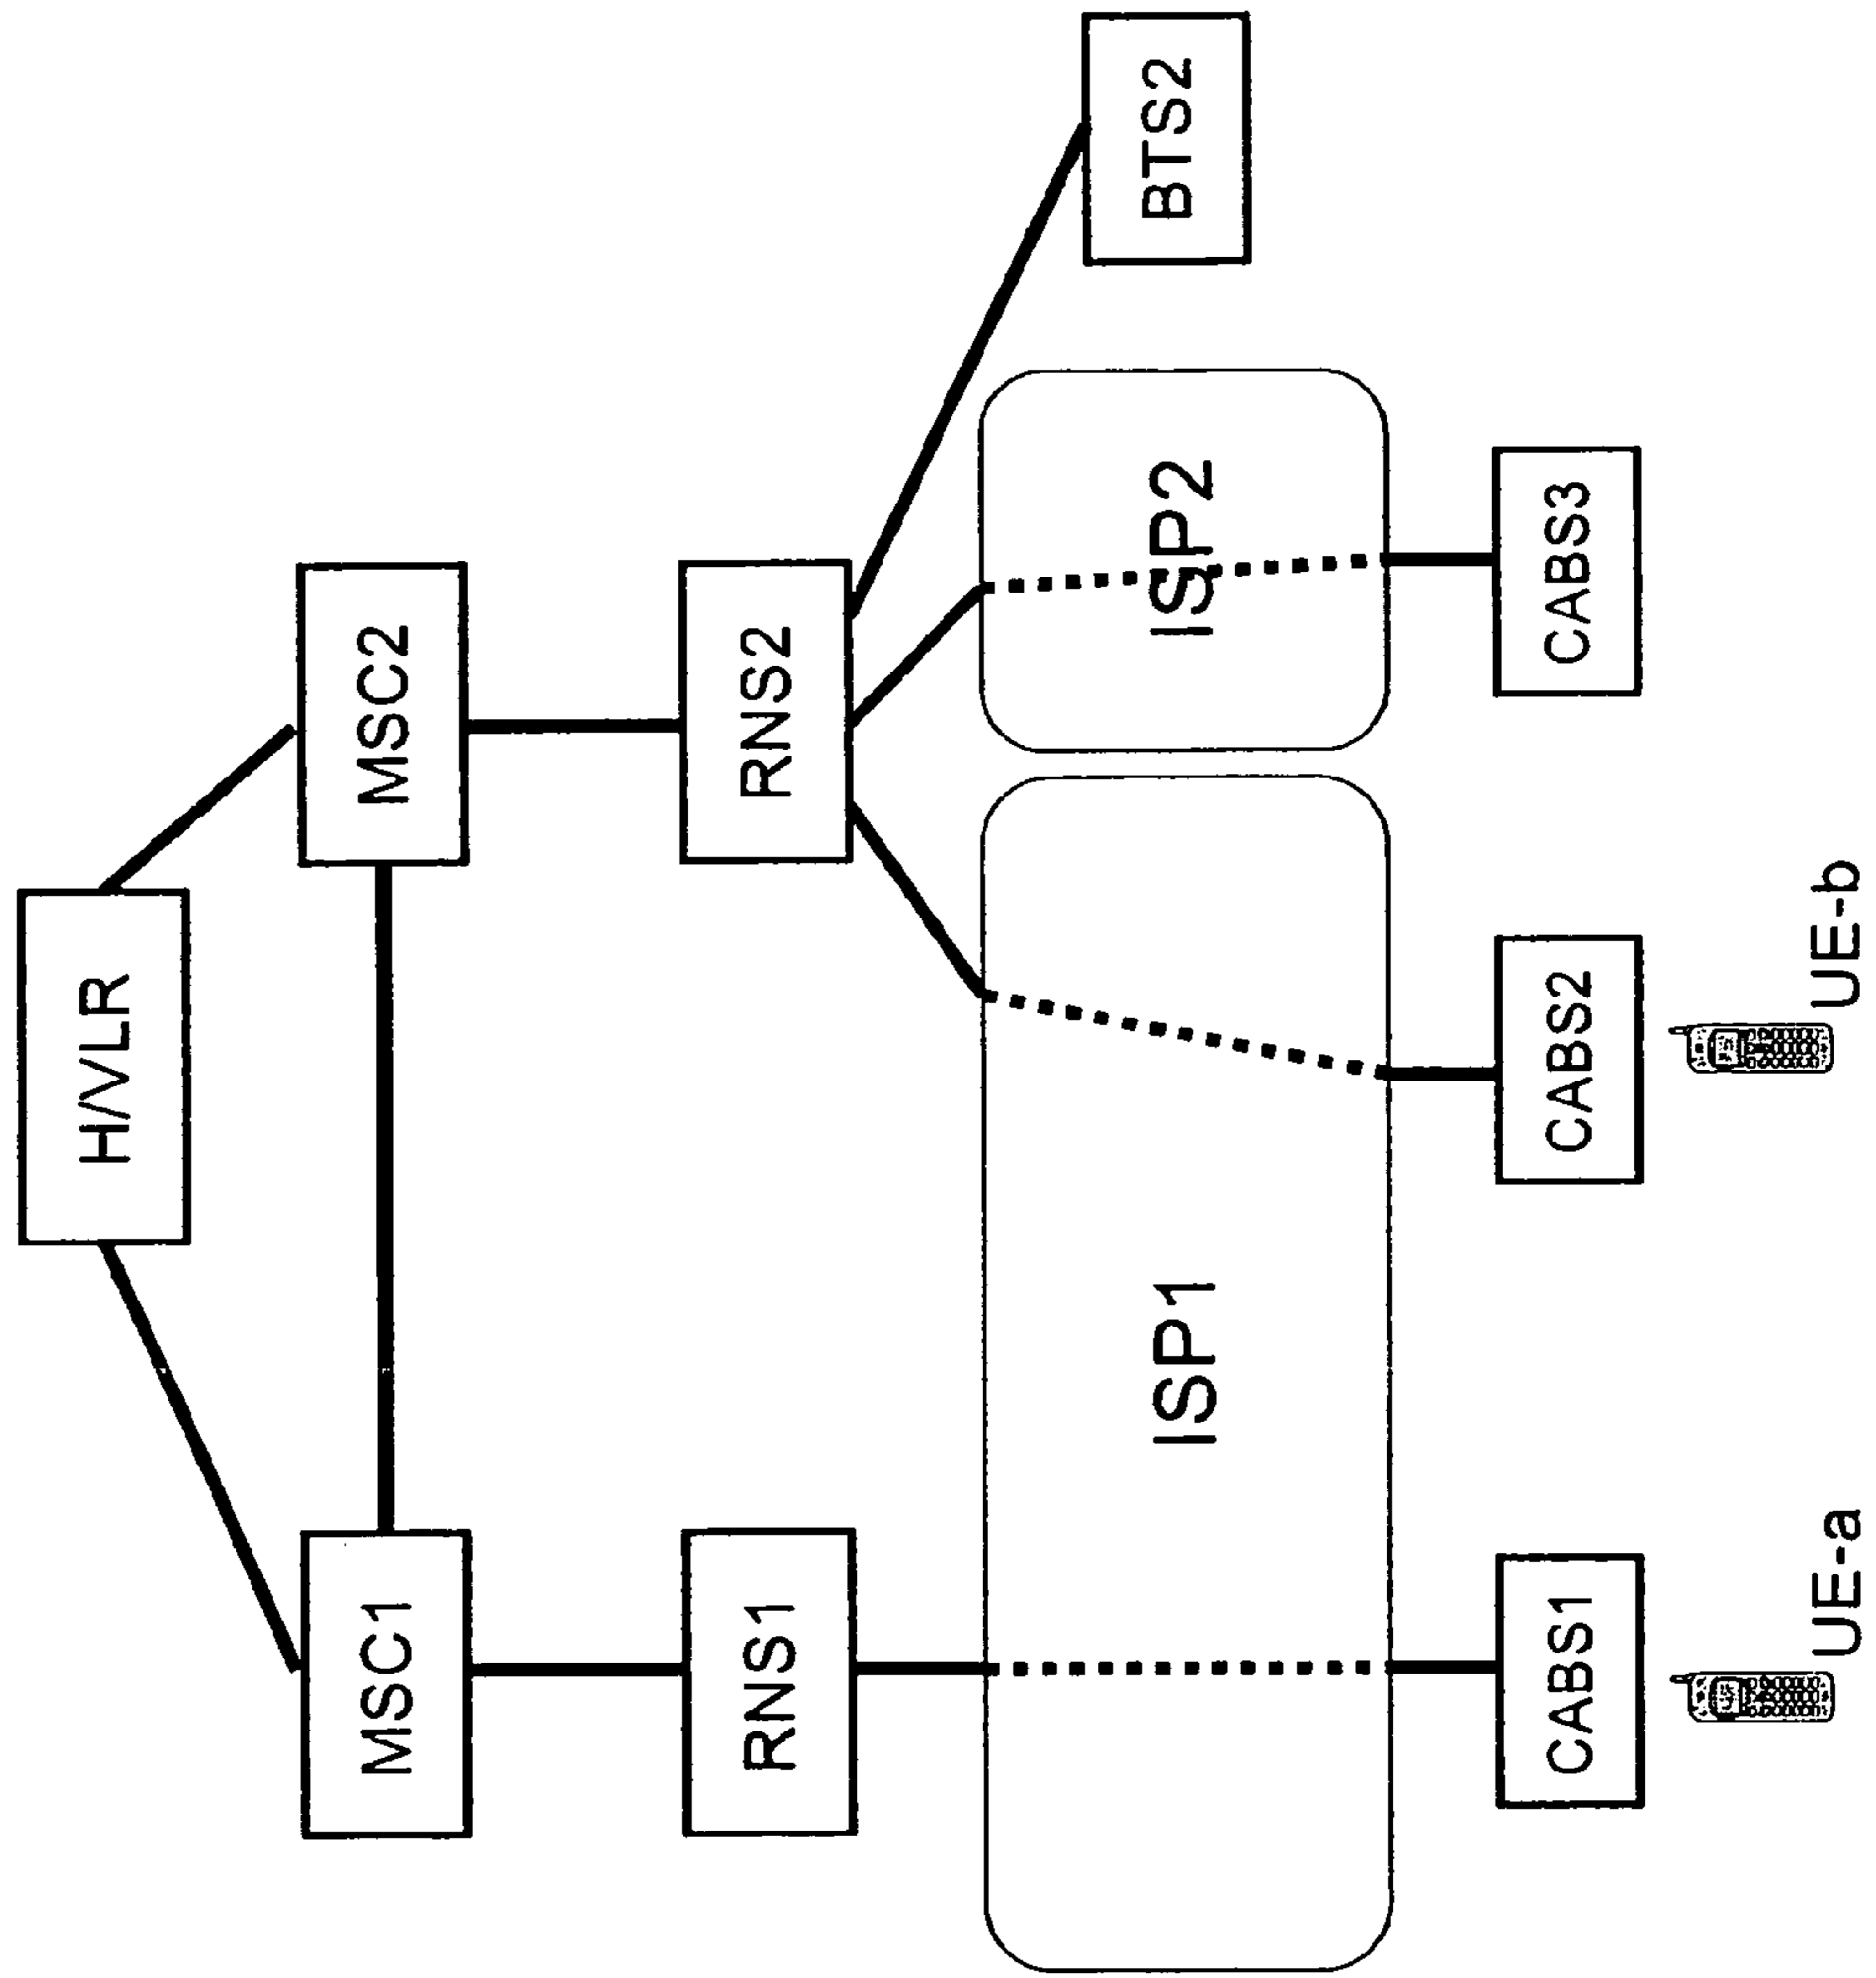 H/VLR
MSC1
MSC2
RNS1
RNS2
ISP1
ISP2
BTS2
CABS1
CABS2
CABS3
UE-a
UE-b